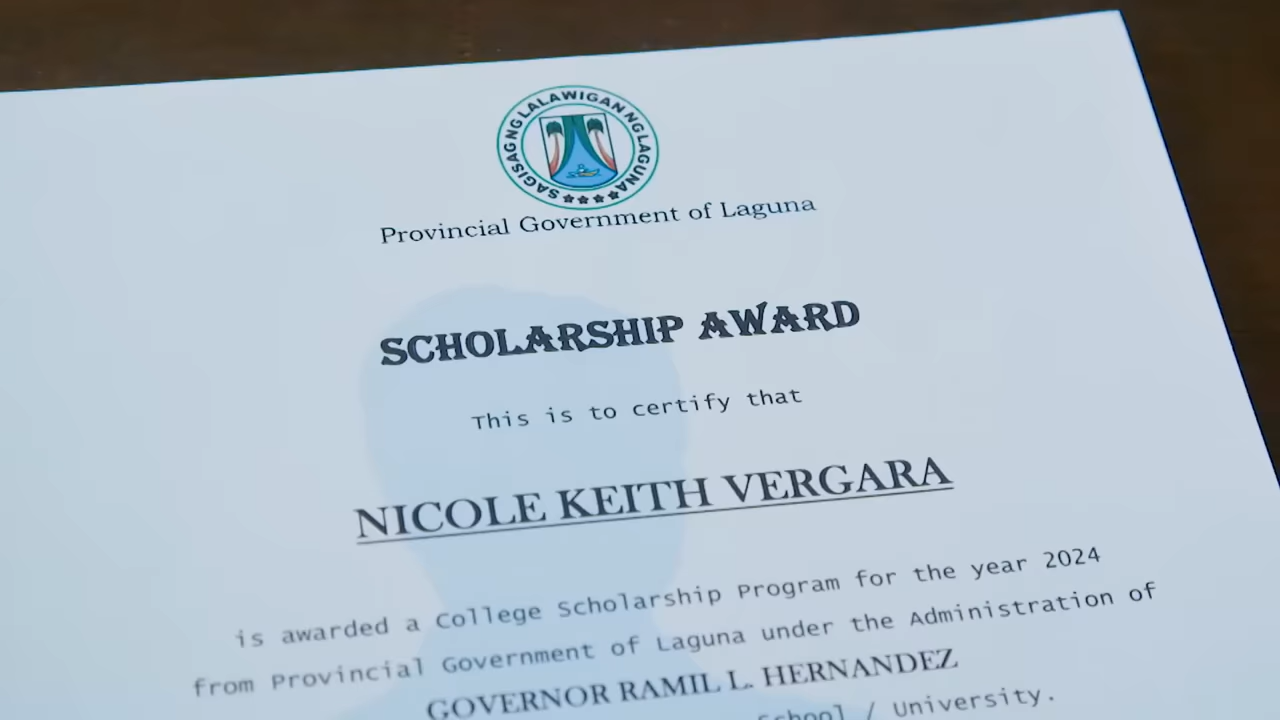 SAGISAG NG LALAWIGAN NG LAGUNA
Provincial Government of Laguna
SCHOLARSHIP AWARD
This is to certify that
NICOLE KEITH VERGARA
is awarded a College Scholarship Program for the year 2024
from Provincial Government of Laguna under the Administration of
GOVERNOR RAMIL L. HERNANDEZ
School / University.